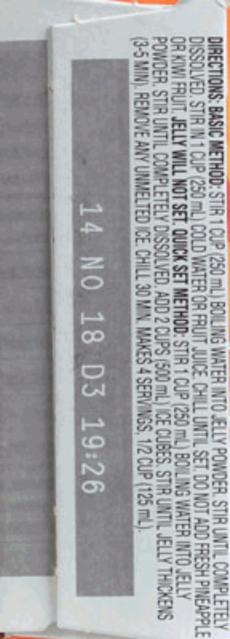 DIRECTIONS: BASIC METHOD: STIR 1 CUP (250 mL) BOILING WATER INTO JELLY POWDER. STIR UNTIL COMPLETELY
DISSOLVED. STIR IN 1 CUP (250 mL) COLD WATER OR FRUIT JUICE. CHILL UNTIL SET. DO NOT ADD FRESH PINEAPPLE
OR KIWI FRUIT. JELLY WILL NOT SET. QUICK SET METHOD: STIR 1 CUP (250 mL) BOILING WATER INTO JELLY
POWDER. STIR UNTIL COMPLETELY DISSOLVED. ADD 2 CUPS (500 mL) ICE CUBES. STIR UNTIL JELLY THICKENS
(3-5 MIN). REMOVE ANY UNMELTED ICE. CHILL 30 MIN. MAKES 4 SERVINGS, 1/2 CUP (125 mL).
14 NO 18 D3 19:26